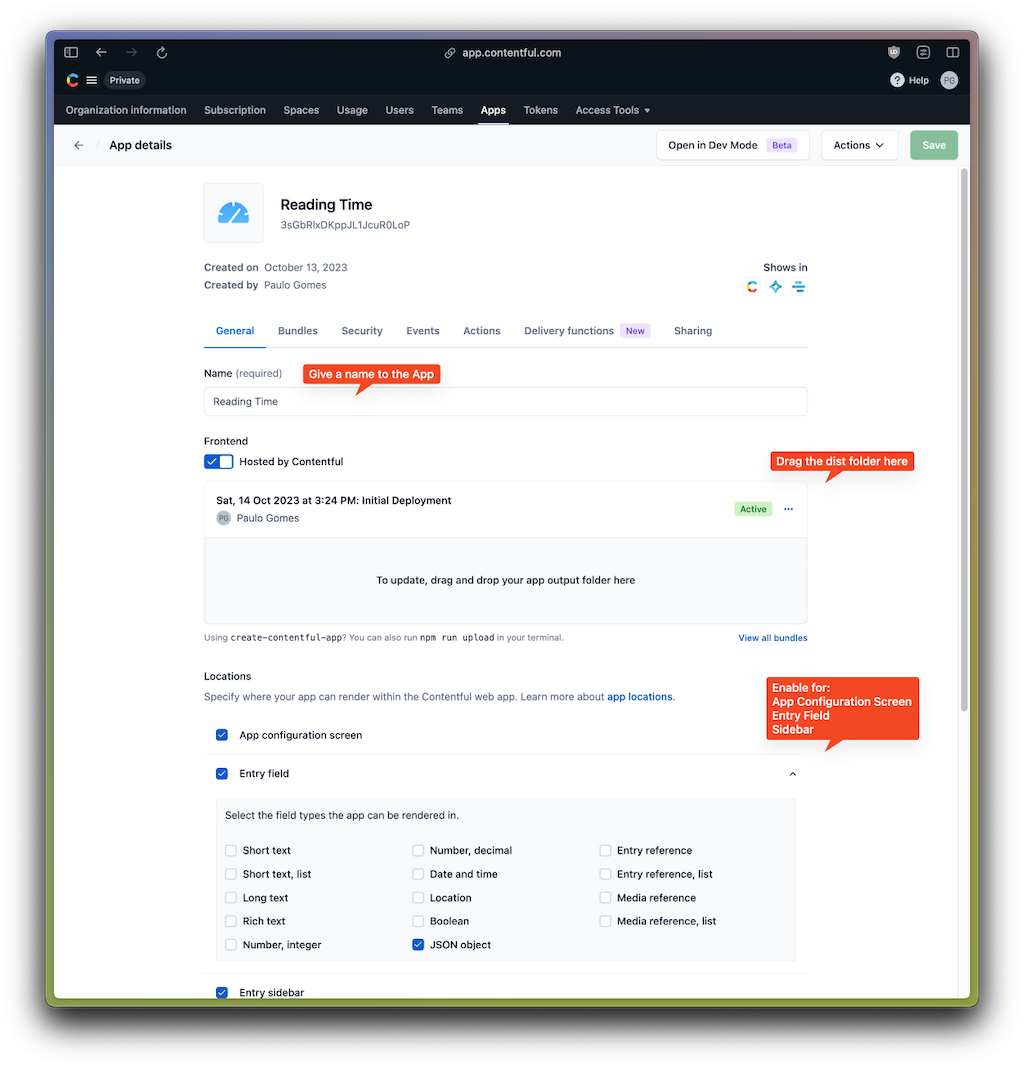 app.contentful.com
Private
Help
PG
Organization information Subscription Spaces Usage Users Teams Apps Tokens Access Tools
App details
Open in Dev Mode Beta
Actions
Save
Reading Time
3sGbRlxDKppJL1JcuR0LoP
Created on October 13, 2023
Shows in
Created by Paulo Gomes
General Bundles Security Events Actions Delivery functions New Sharing
Name (required)
Give a name to the App
Reading Time
Frontend
Hosted by Contentful
Drag the dist folder here
Sat, 14 Oct 2023 at 3:24 PM: Initial Deployment
PG Paulo Gomes
Active
To update, drag and drop your app output folder here
Using create-contentful-app? You can also run npm run upload in your terminal.
View all bundles
Locations
Specify where your app can render within the Contentful web app. Learn more about app locations.
Enable for:
App Configuration Screen
Entry Field
Sidebar
App configuration screen
Entry field
Select the field types the app can be rendered in.
Short text Number, decimal Entry reference
Short text, list Date and time Entry reference, list
Long text Location Media reference
Rich text Boolean Media reference, list
Number, integer JSON object
Entry sidebar